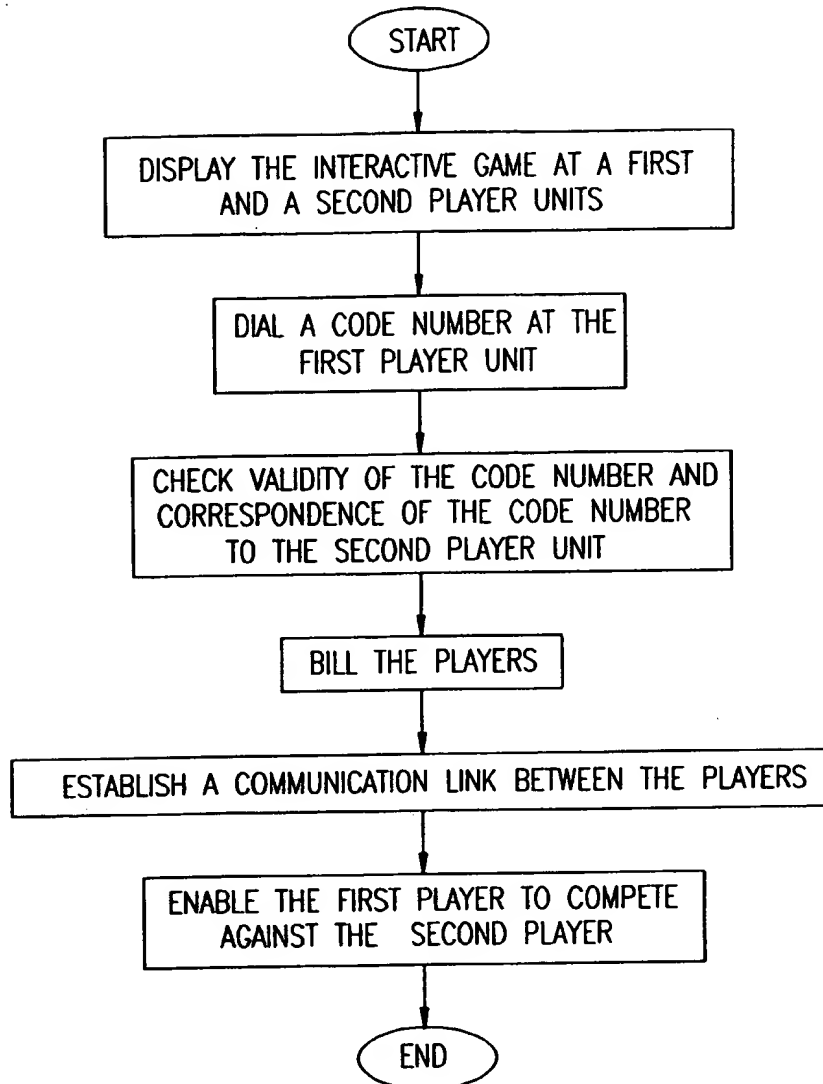 START
DISPLAY THE INTERACTIVE GAME AT A FIRST
AND A SECOND PLAYER UNITS
DIAL A CODE NUMBER AT THE
FIRST PLAYER UNIT
CHECK VALIDITY OF THE CODE NUMBER AND
CORRESPONDENCE OF THE CODE NUMBER
TO THE SECOND PLAYER UNIT
BILL THE PLAYERS
ESTABLISH A COMMUNICATION LINK BETWEEN THE PLAYERS
ENABLE THE FIRST PLAYER TO COMPETE
AGAINST THE SECOND PLAYER
END